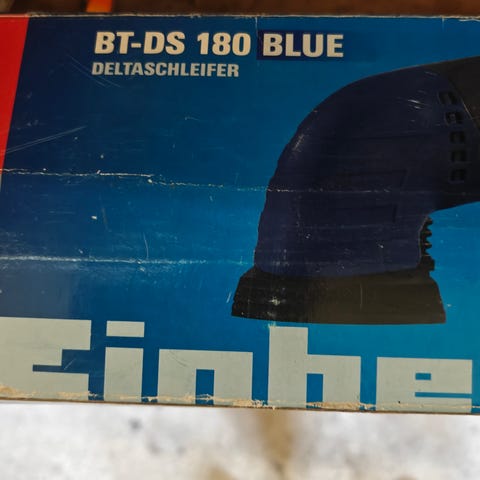 BT-DS 180 BLUE
DELTASCHLEIFER
Einhe